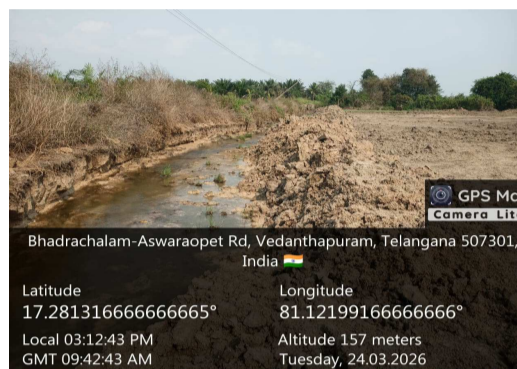 GPS Ma
Camera Lite
Bhadrachalam-Aswaraopet Rd, Vedanthapuram, Telangana 507301,
India
Latitude
17.281316666666665°
Longitude
81.12199166666666°
Local 03:12:43 PM
GMT 09:42:43 AM
Altitude 157 meters
Tuesday, 24.03.2026